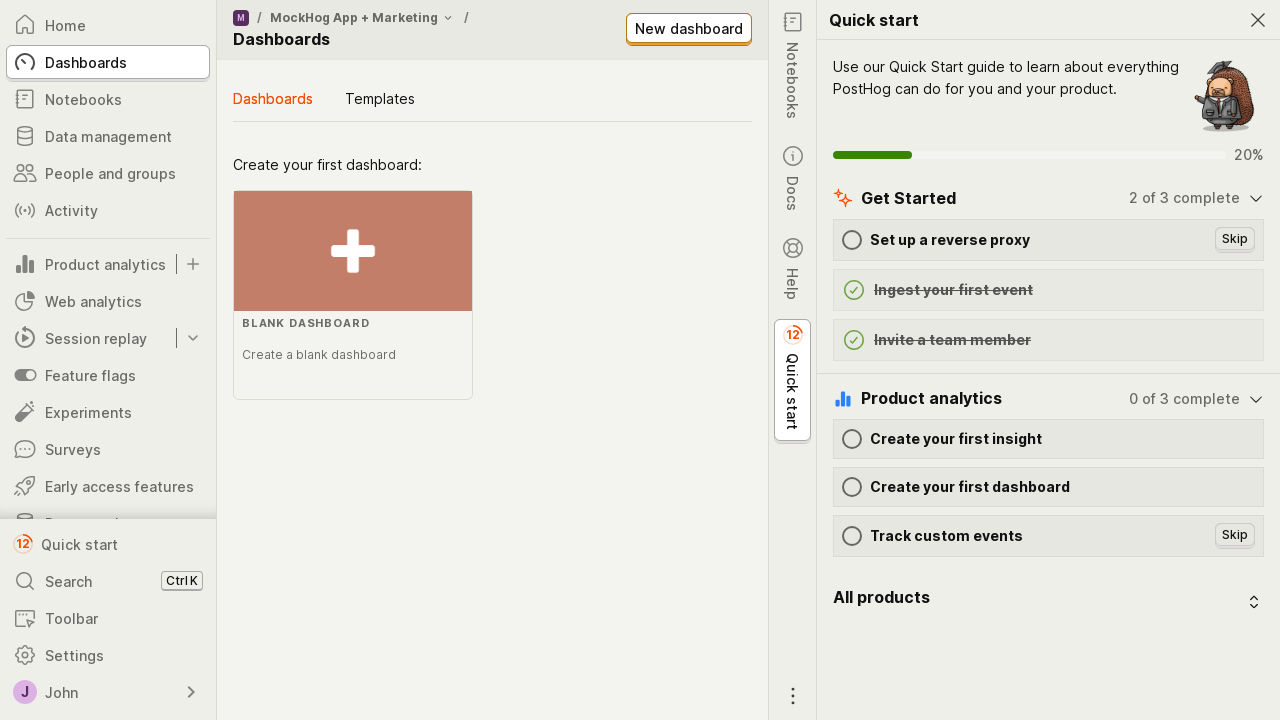 Home
Dashboards
Notebooks
Data management
People and groups
Activity
Product analytics
Web analytics
Session replay
Feature flags
Experiments
Surveys
Early access features
12 Quick start
Search Ctrl K
Toolbar
Settings
J John
M / MockHog App + Marketing /
Dashboards
New dashboard
Dashboards Templates
Create your first dashboard:
BLANK DASHBOARD
Create a blank dashboard
Notebooks
Docs
Help
12 Quick start
Quick start
Use our Quick Start guide to learn about everything
PostHog can do for you and your product.
20%
Get Started 2 of 3 complete
Set up a reverse proxy Skip
Ingest your first event
Invite a team member
Product analytics 0 of 3 complete
Create your first insight
Create your first dashboard
Track custom events Skip
All products